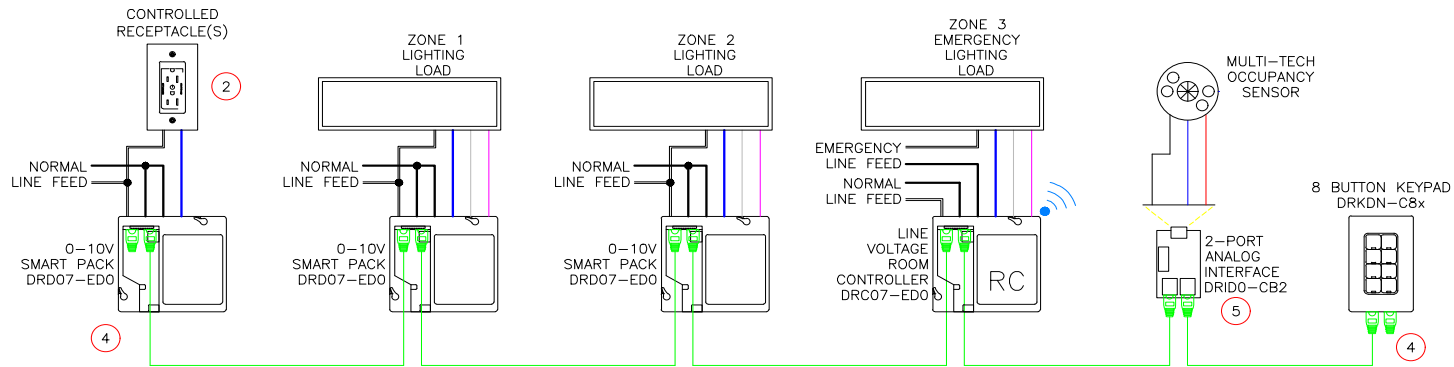 CONTROLLED
RECEPTACLE(S)
2
NORMAL
LINE FEED
0-10V
SMART PACK
DRD07-ED0
4
ZONE 1
LIGHTING
LOAD
NORMAL
LINE FEED
0-10V
SMART PACK
DRD07-ED0
ZONE 2
LIGHTING
LOAD
NORMAL
LINE FEED
0-10V
SMART PACK
DRD07-ED0
ZONE 3
EMERGENCY
LIGHTING
LOAD
EMERGENCY
LINE FEED
NORMAL
LINE FEED
LINE
VOLTAGE
ROOM
CONTROLLER
DRC07-ED0
RC
MULTI-TECH
OCCUPANCY
SENSOR
2-PORT
ANALOG
INTERFACE
DRID0-CB2
5
8 BUTTON KEYPAD
DRKDN-C8x
4